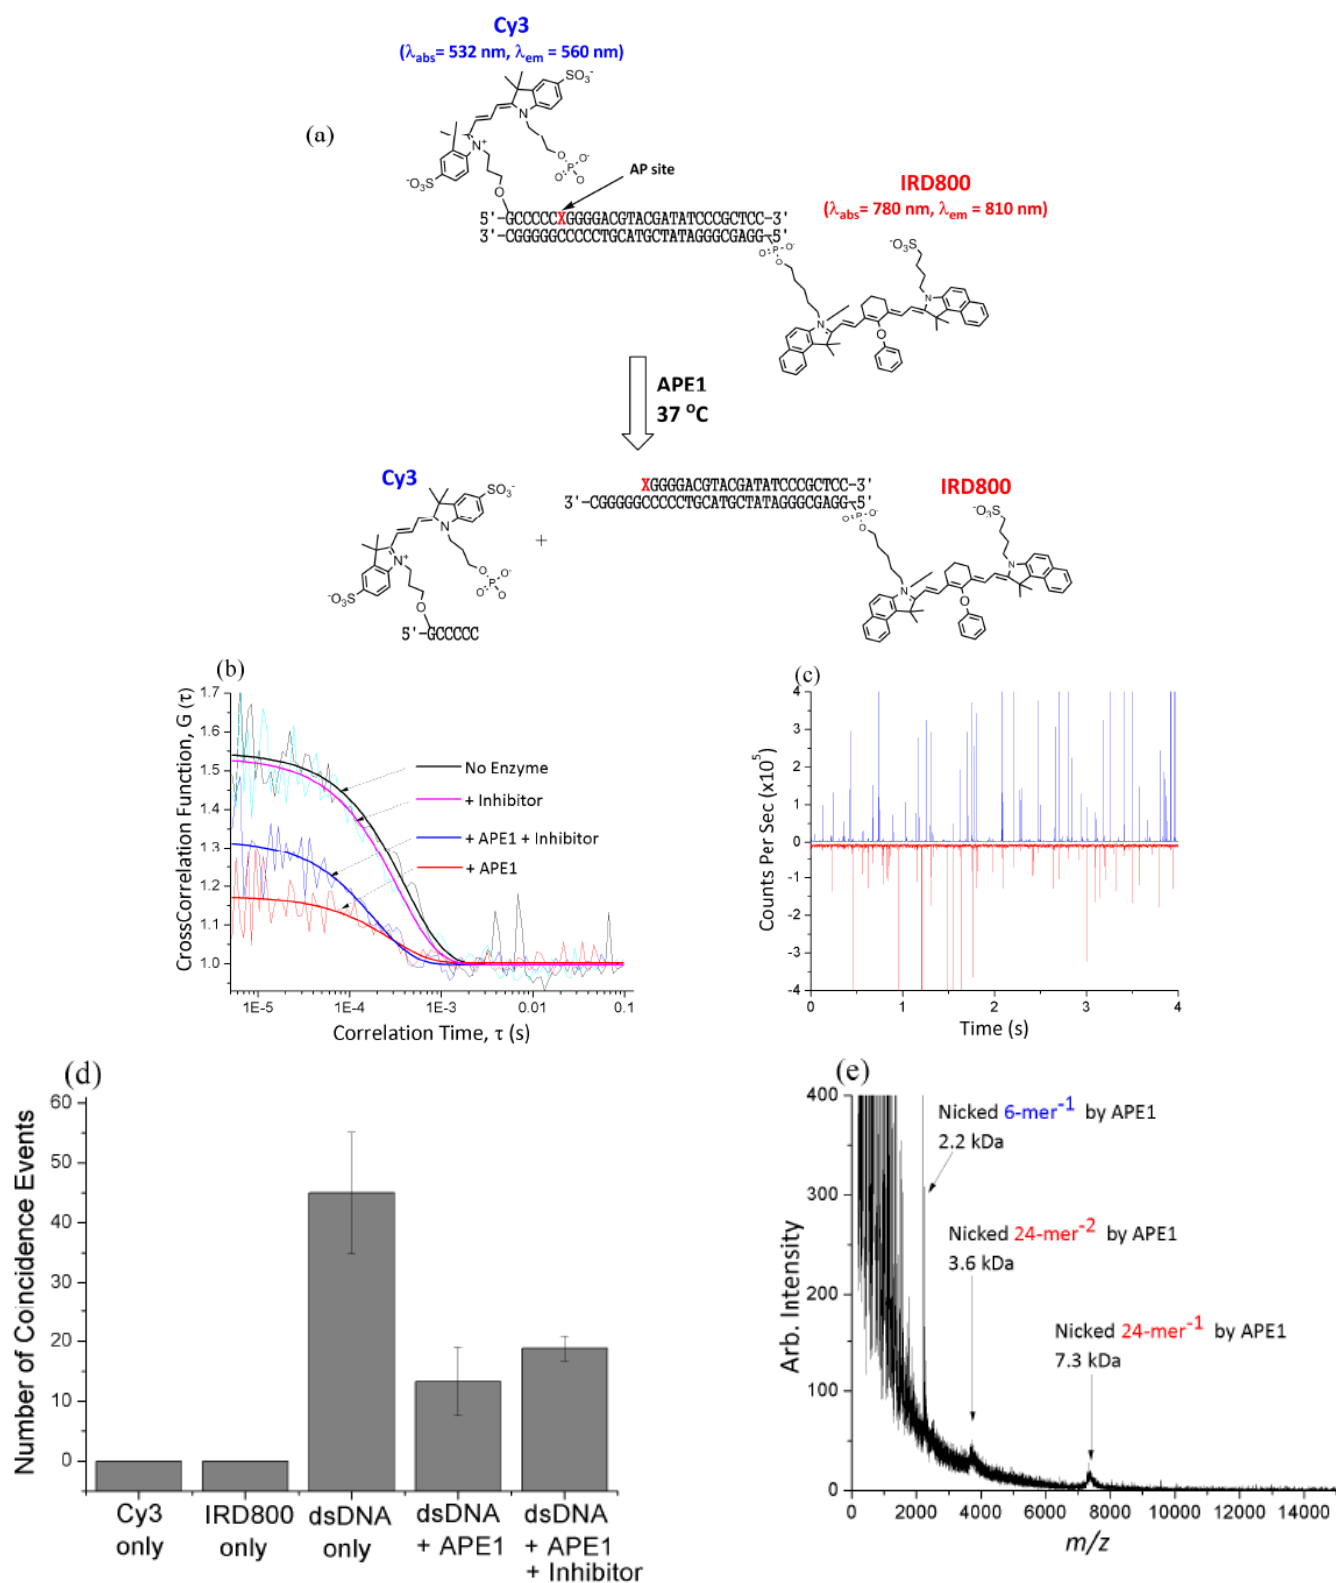 Cy3
(λabs= 532 nm, λem = 560 nm)
SO3-
(a)
N
N+
-O3S
O
O-
P
O
O-
AP site
O
IRD800
(λabs= 780 nm, λem = 810 nm)
5'-GCCCCCXGGGGACGTACGATATCCCGCTCC-3'
3'-CGGGGGCCCCCTGCATGCTATAGGGCGAGG-5'
O=P-O-
O
-O3S
N
N
O
APE1
37 °C
Cy3
SO3-
XGGGGACGTACGATATCCCGCTCC-3'
3'-CGGGGGCCCCCTGCATGCTATAGGGCGAGG-5'
IRD800
N
N+
+
O
O-
P
O
O-
-O3S
O
5'-GCCCCC
O=P-O-
O
-O3S
N
N
O
(b)
CrossCorrelation Function, G (τ)
1.7
1.6
1.5
1.4
1.3
1.2
1.1
1.0
No Enzyme
+ Inhibitor
+ APE1 + Inhibitor
+ APE1
1E-5 1E-4 1E-3 0.01 0.1
Correlation Time, τ (s)
(c)
Counts Per Sec (x10^5)
4
3
2
1
0
-1
-2
-3
-4
0 1 2 3 4
Time (s)
(d)
Number of Coincidence Events
60
50
40
30
20
10
0
Cy3 only
IRD800 only
dsDNA only
dsDNA + APE1
dsDNA + APE1 + Inhibitor
(e)
Arb. Intensity
400
300
200
100
0
Nicked 6-mer-1 by APE1
2.2 kDa
Nicked 24-mer-2 by APE1
3.6 kDa
Nicked 24-mer-1 by APE1
7.3 kDa
0 2000 4000 6000 8000 10000 12000 14000
m/z